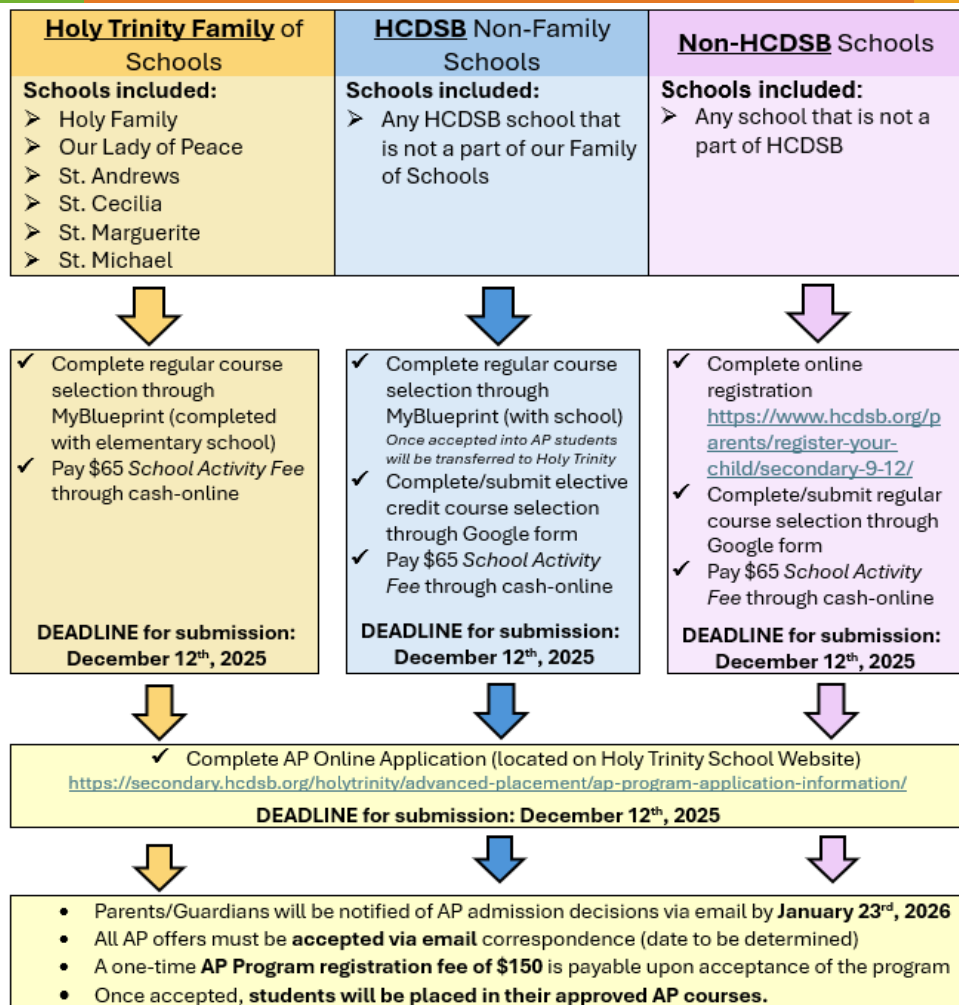 Holy Trinity Family of
Schools
Schools included:
➢ Holy Family
➢ Our Lady of Peace
➢ St. Andrews
➢ St. Cecilia
➢ St. Marguerite
➢ St. Michael
HCDSB Non-Family
Schools
Schools included:
➢ Any HCDSB school that
is not a part of our Family
of Schools
Non-HCDSB Schools
Schools included:
➢ Any school that is not a
part of HCDSB
✓ Complete regular course
selection through
MyBlueprint (completed
with elementary school)
✓ Pay $65 School Activity Fee
through cash-online
DEADLINE for submission:
December 12th, 2025
✓ Complete regular course
selection through
MyBlueprint (with school)
Once accepted into AP students
will be transferred to Holy Trinity
✓ Complete/submit elective
credit course selection
through Google form
✓ Pay $65 School Activity
Fee through cash-online
DEADLINE for submission:
December 12th, 2025
✓ Complete online
registration
https://www.hcdsb.org/p
arents/register-your-
child/secondary-9-12/
✓ Complete/submit regular
course selection through
Google form
✓ Pay $65 School Activity
Fee through cash-online
DEADLINE for submission:
December 12th, 2025
✓ Complete AP Online Application (located on Holy Trinity School Website)
https://secondary.hcdsb.org/holytrinity/advanced-placement/ap-program-application-information/
DEADLINE for submission: December 12th, 2025
• Parents/Guardians will be notified of AP admission decisions via email by January 23rd, 2026
• All AP offers must be accepted via email correspondence (date to be determined)
• A one-time AP Program registration fee of $150 is payable upon acceptance of the program
• Once accepted, students will be placed in their approved AP courses.